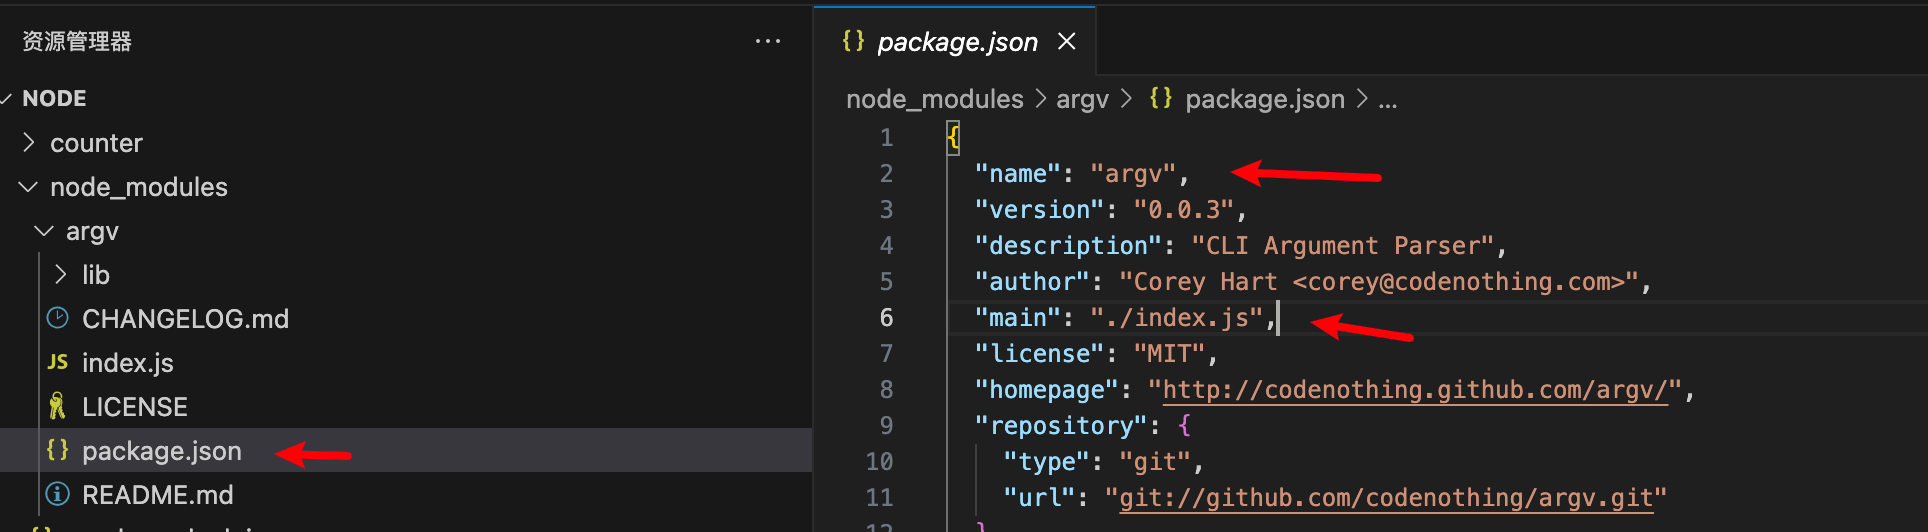 资源管理器
NODE
counter
node_modules
argv
lib
CHANGELOG.md
JS index.js
LICENSE
{} package.json
README.md
{} package.json
node_modules > argv > {} package.json > ...
1 {
2 "name": "argv",
3 "version": "0.0.3",
4 "description": "CLI Argument Parser",
5 "author": "Corey Hart <corey@codenothing.com>",
6 "main": "./index.js",
7 "license": "MIT",
8 "homepage": "http://codenothing.github.com/argv/",
9 "repository": {
10 "type": "git",
11 "url": "git://github.com/codenothing/argv.git"
12 }